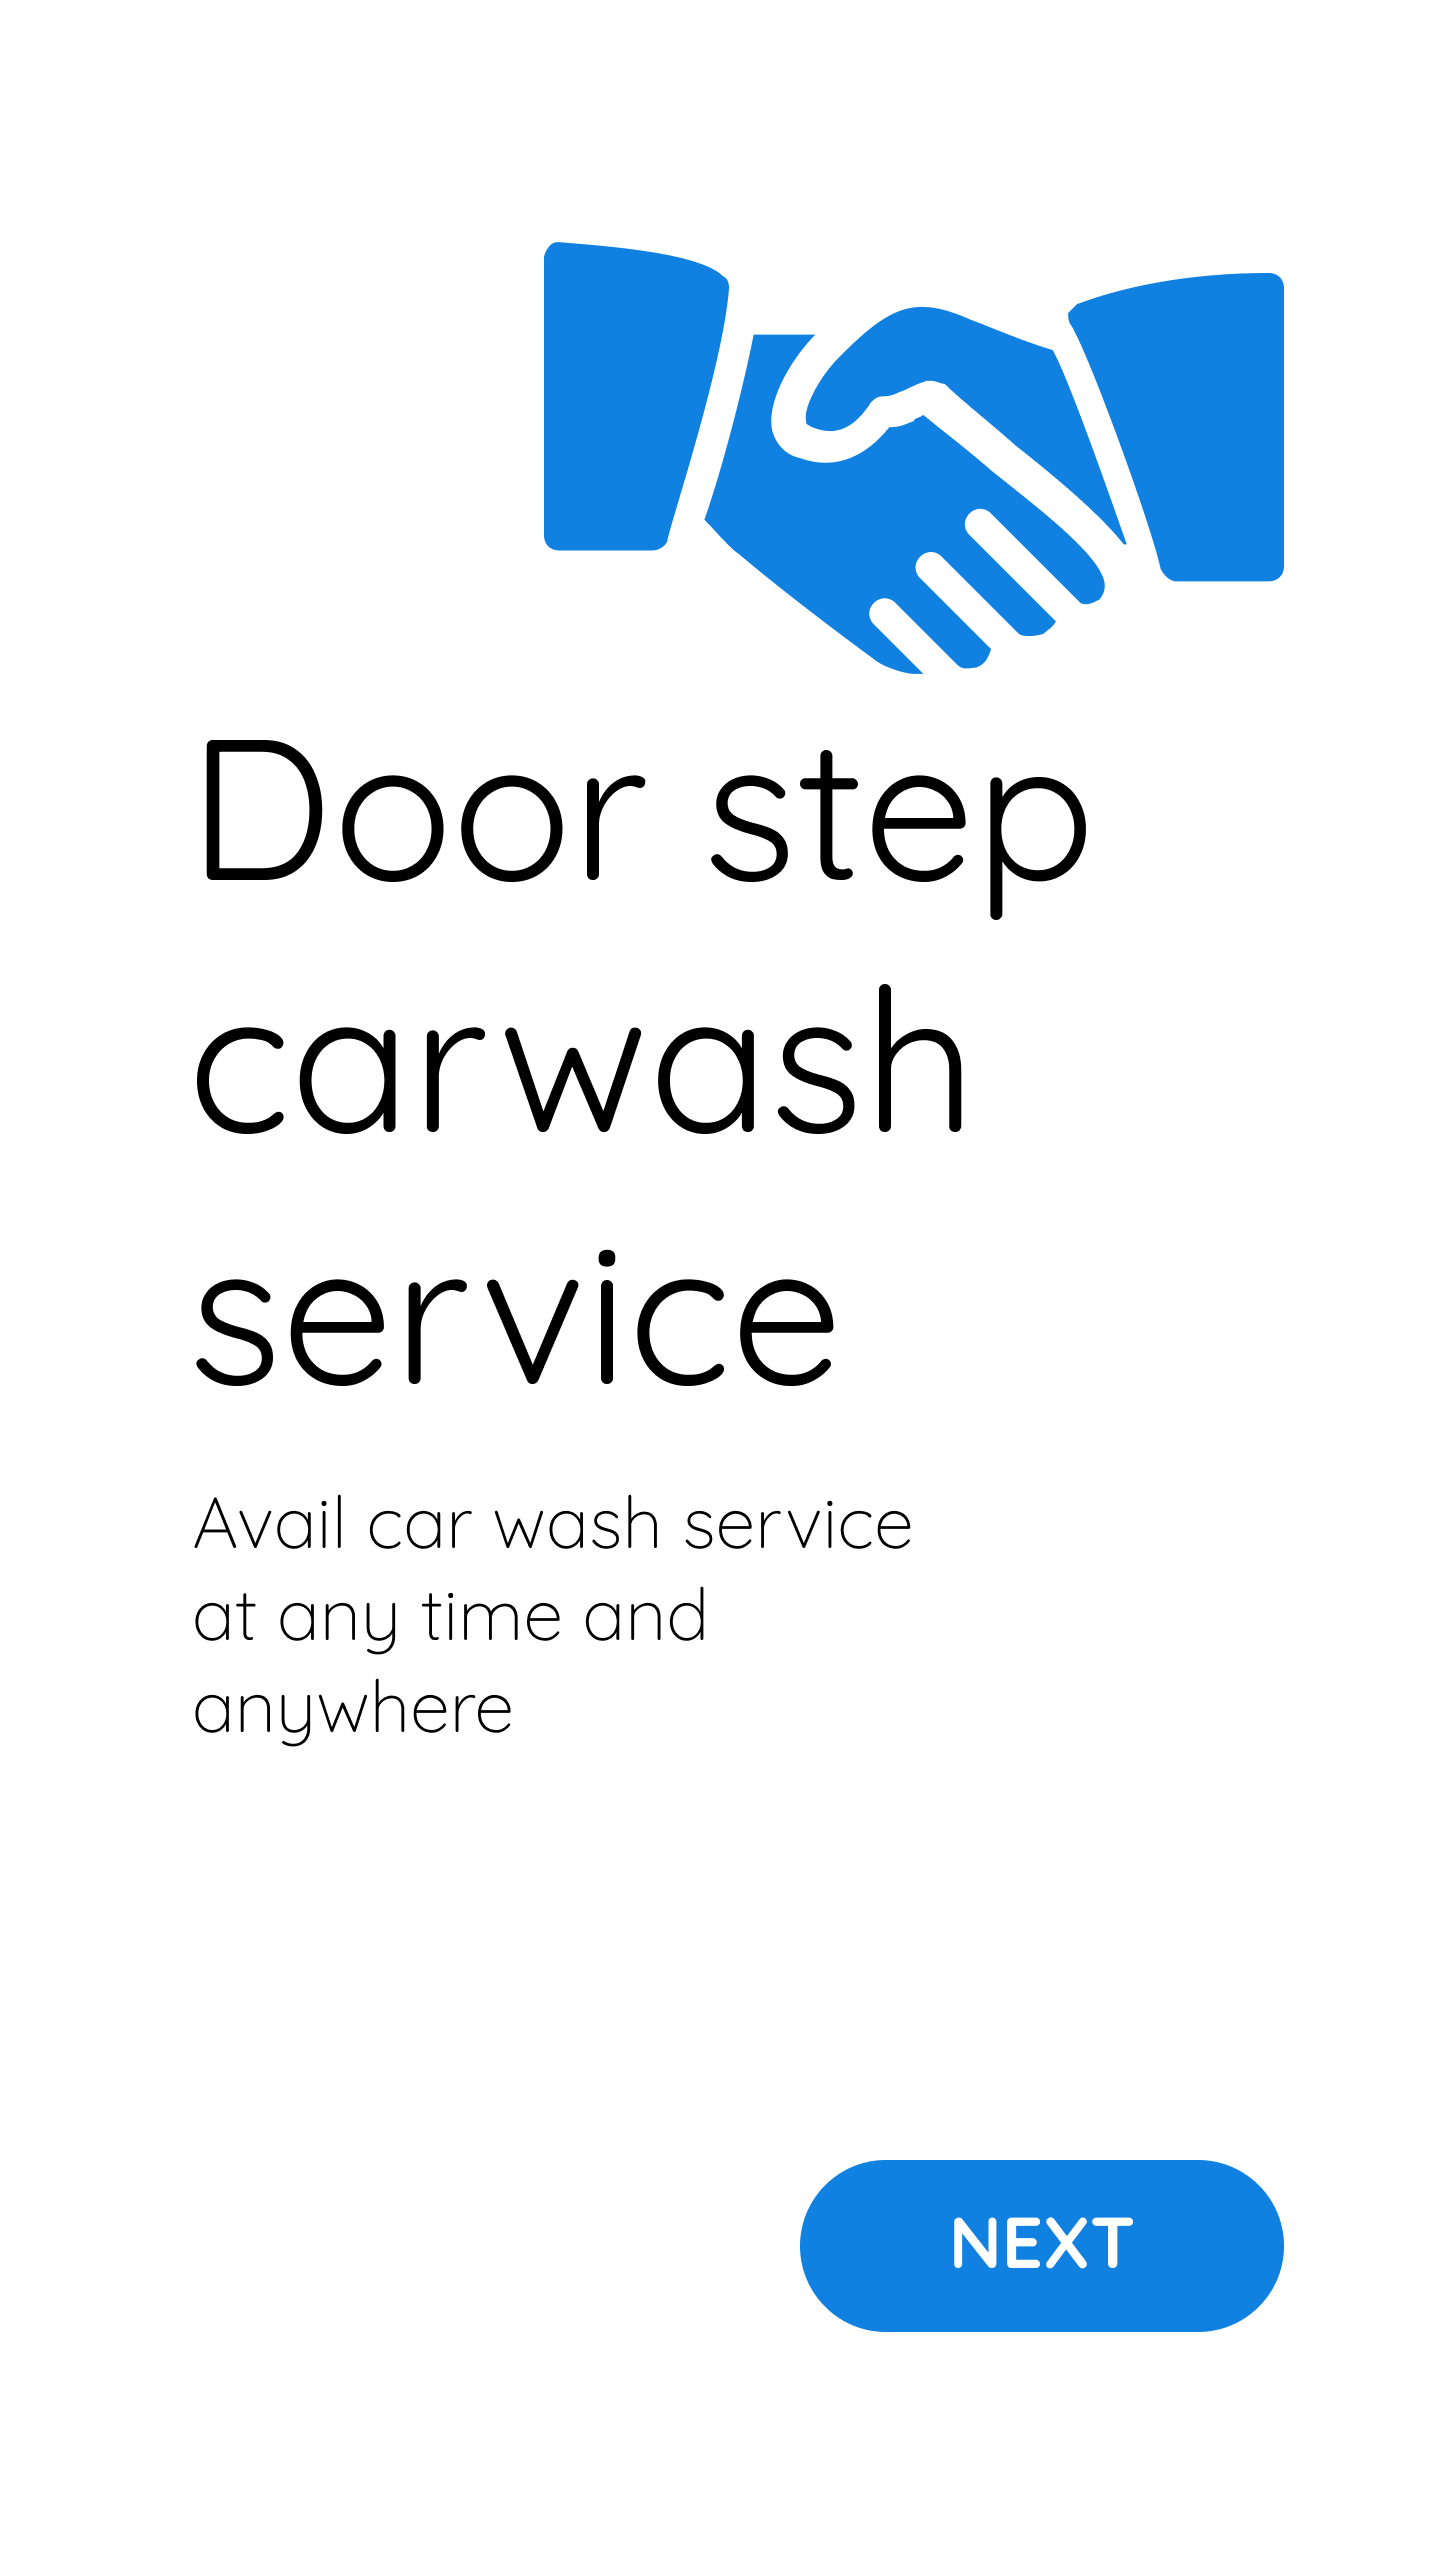 Door step
carwash
service
Avail car wash service
at any time and
anywhere
NEXT